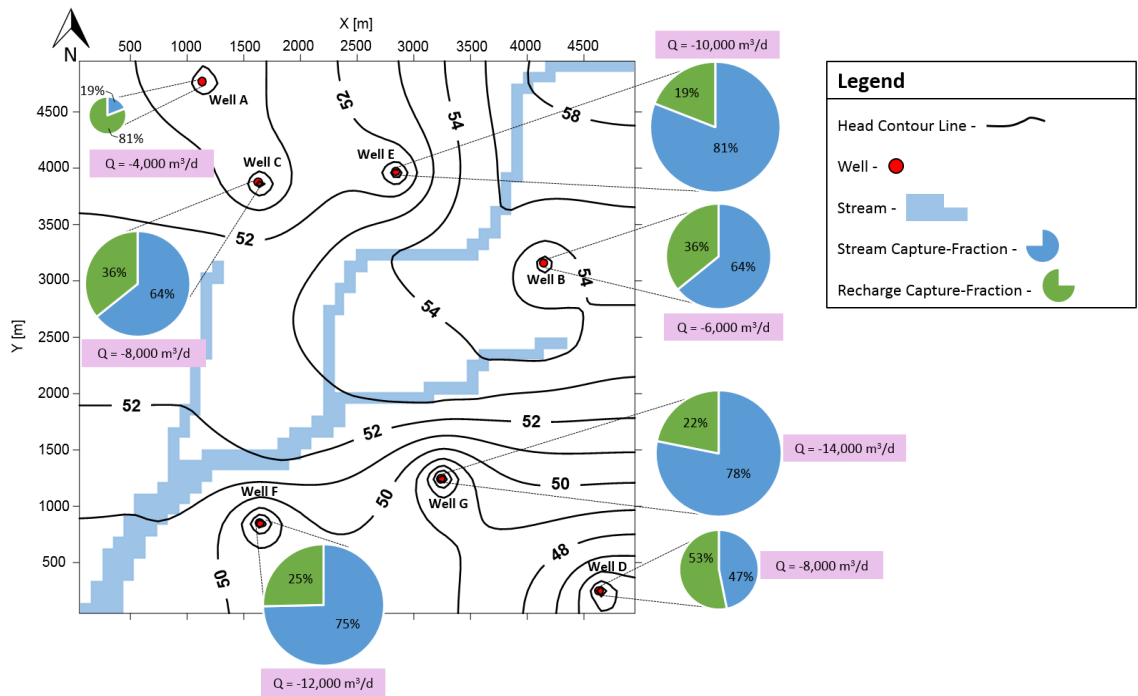 X [m]
N
500 1000 1500 2000 2500 3000 3500 4000 4500
Q = -10,000 m³/d
Legend
Head Contour Line -
Well -
Stream -
Stream Capture-Fraction -
Recharge Capture-Fraction -
19%
81%
Well A
Q = -4,000 m³/d
52
54
58
Well E
19%
81%
4500
4000
3500
3000
2500
2000
1500
1000
500
Y [m]
Well C
52
36%
64%
Q = -8,000 m³/d
Well B
54
54
36%
64%
Q = -6,000 m³/d
52
52
52
50
50
Well G
22%
78%
Q = -14,000 m³/d
Well F
50
48
Well D
53%
47%
Q = -8,000 m³/d
25%
75%
Q = -12,000 m³/d